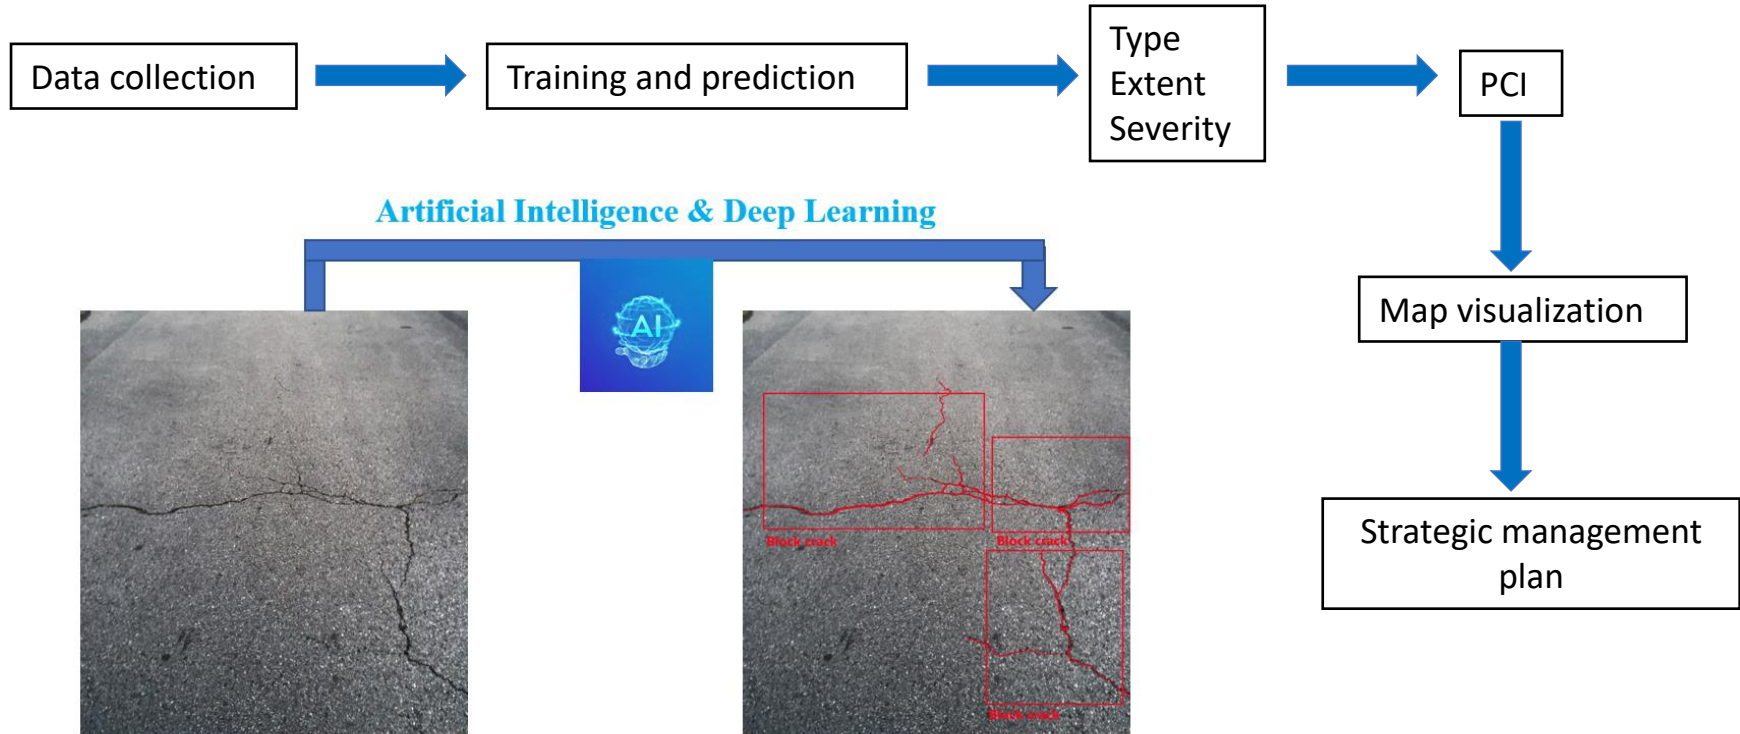 Data collection
Training and prediction
Type
Extent
Severity
PCI
Artificial Intelligence & Deep Learning
AI
Map visualization
Block crack
Block crack
Strategic management
plan
Block crack